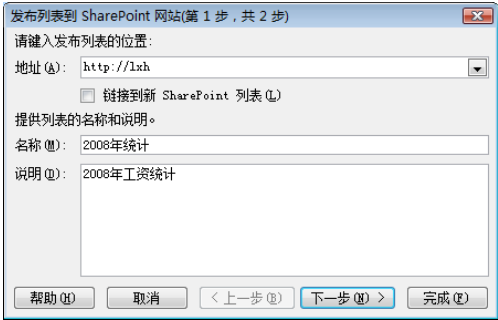 发布列表到 SharePoint 网站(第 1 步，共 2 步)
请键入发布列表的位置:
地址(A): http://lxh
链接到新 SharePoint 列表(L)
提供列表的名称和说明。
名称(M): 2008年统计
说明(D): 2008年工资统计
帮助(H) 取消 < 上一步(B) 下一步(N) > 完成(F)